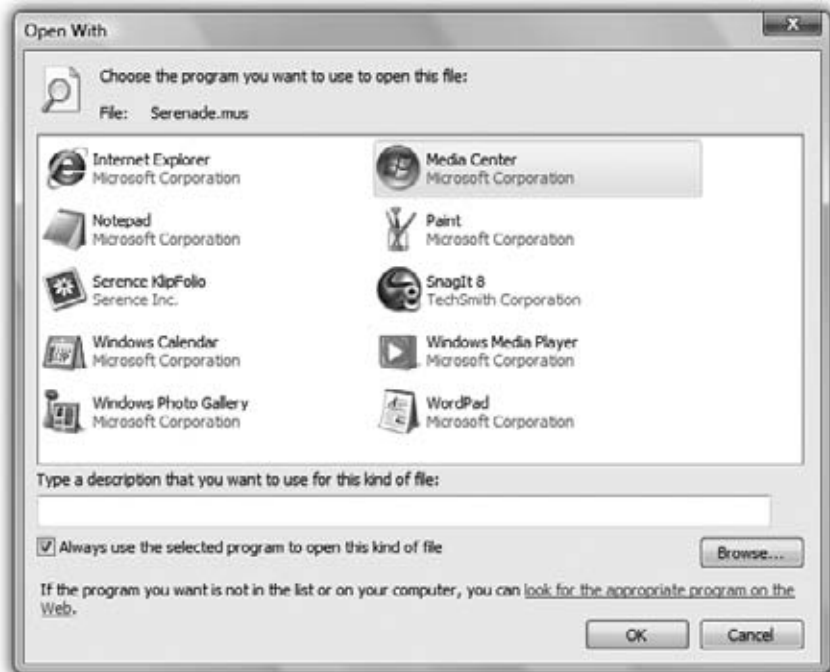 Open With
Choose the program you want to use to open this file:
File: Serenade.mus
Internet Explorer
Microsoft Corporation
Media Center
Microsoft Corporation
Notepad
Microsoft Corporation
Paint
Microsoft Corporation
Serence KlipFolio
Serence Inc.
SnagIt 8
TechSmith Corporation
Windows Calendar
Microsoft Corporation
Windows Media Player
Microsoft Corporation
Windows Photo Gallery
Microsoft Corporation
WordPad
Microsoft Corporation
Type a description that you want to use for this kind of file:
Always use the selected program to open this kind of file
Browse...
If the program you want is not in the list or on your computer, you can look for the appropriate program on the
Web.
OK
Cancel